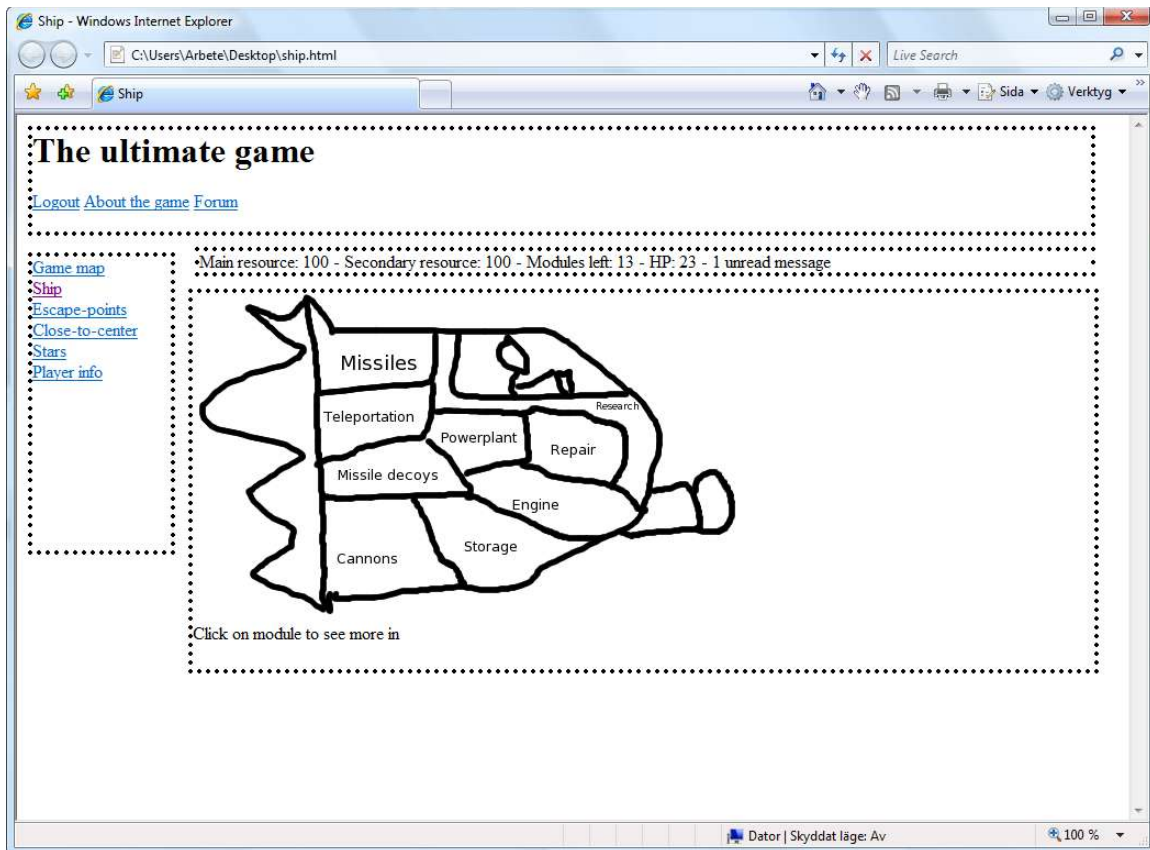 Ship - Windows Internet Explorer
C:\Users\Arbete\Desktop\ship.html
Live Search
Ship
Sida
Verktyg
The ultimate game
Logout About the game Forum
Game map
Ship
Escape-points
Close-to-center
Stars
Player info
Main resource: 100 - Secondary resource: 100 - Modules left: 13 - HP: 23 - 1 unread message
Missiles
Research
Teleportation
Powerplant
Repair
Missile decoys
Engine
Storage
Cannons
Click on module to see more in
Dator | Skyddat läge: Av
100 %